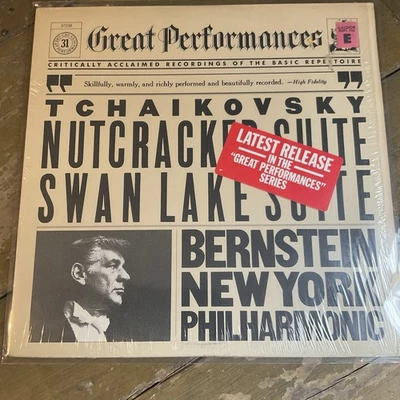 31
Great Performances
E
CRITICALLY ACCLAIMED RECORDINGS OF THE BASIC REPERTOIRE
Skillfully, warmly, and richly performed and beautifully recorded. —High Fidelity
TCHAIKOVSKY
NUTCRACKER SUITE
SWAN LAKE SUITE
LATEST RELEASE
IN THE
"GREAT PERFORMANCES"
SERIES
BERNSTEIN
NEW YORK
PHILHARMONIC